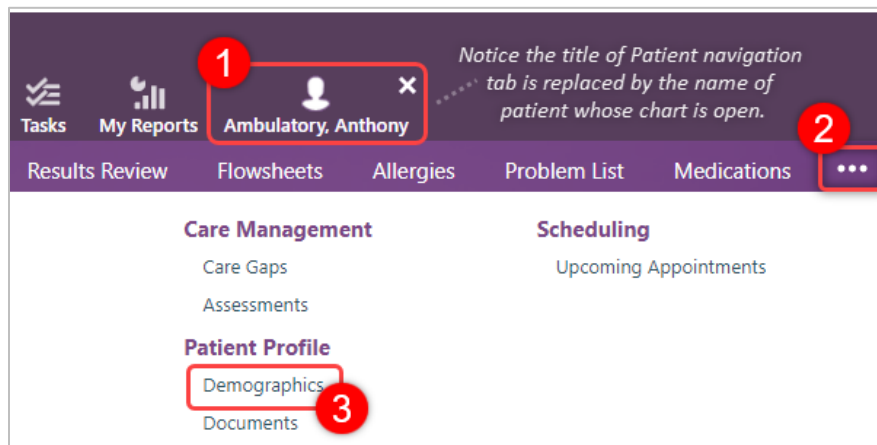 1
Notice the title of Patient navigation
tab is replaced by the name of
patient whose chart is open.
Tasks
My Reports
Ambulatory, Anthony
2
Results Review
Flowsheets
Allergies
Problem List
Medications
Care Management
Scheduling
Care Gaps
Upcoming Appointments
Assessments
Patient Profile
Demographics
3
Documents